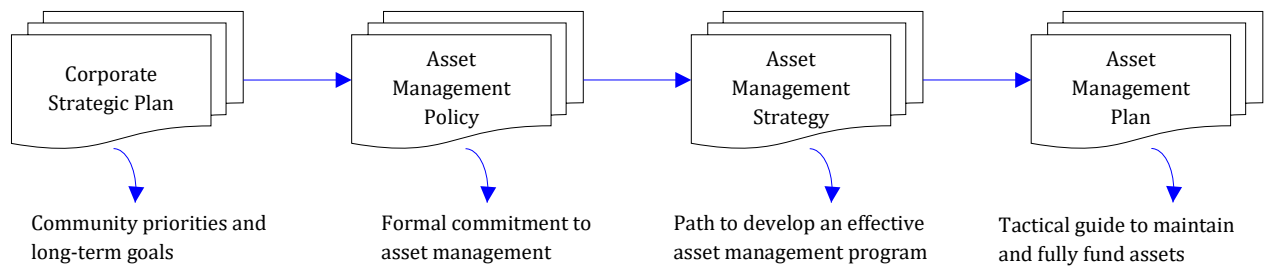 Corporate
Strategic Plan
Asset
Management
Policy
Asset
Management
Strategy
Asset
Management
Plan
Community priorities and
long-term goals
Formal commitment to
asset management
Path to develop an effective
asset management program
Tactical guide to maintain
and fully fund assets